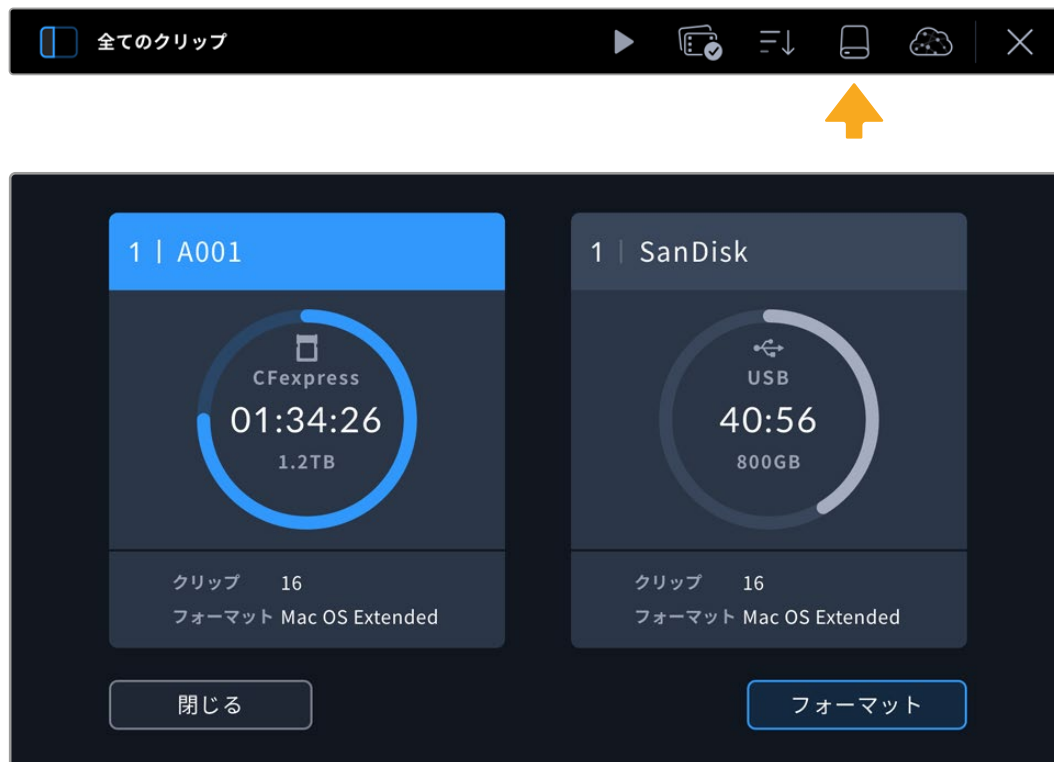 全てのクリップ
1 | A001
CFexpress
01:34:26
1.2TB
クリップ 16
フォーマット Mac OS Extended
1 | SanDisk
USB
40:56
800GB
クリップ 16
フォーマット Mac OS Extended
閉じる
フォーマット